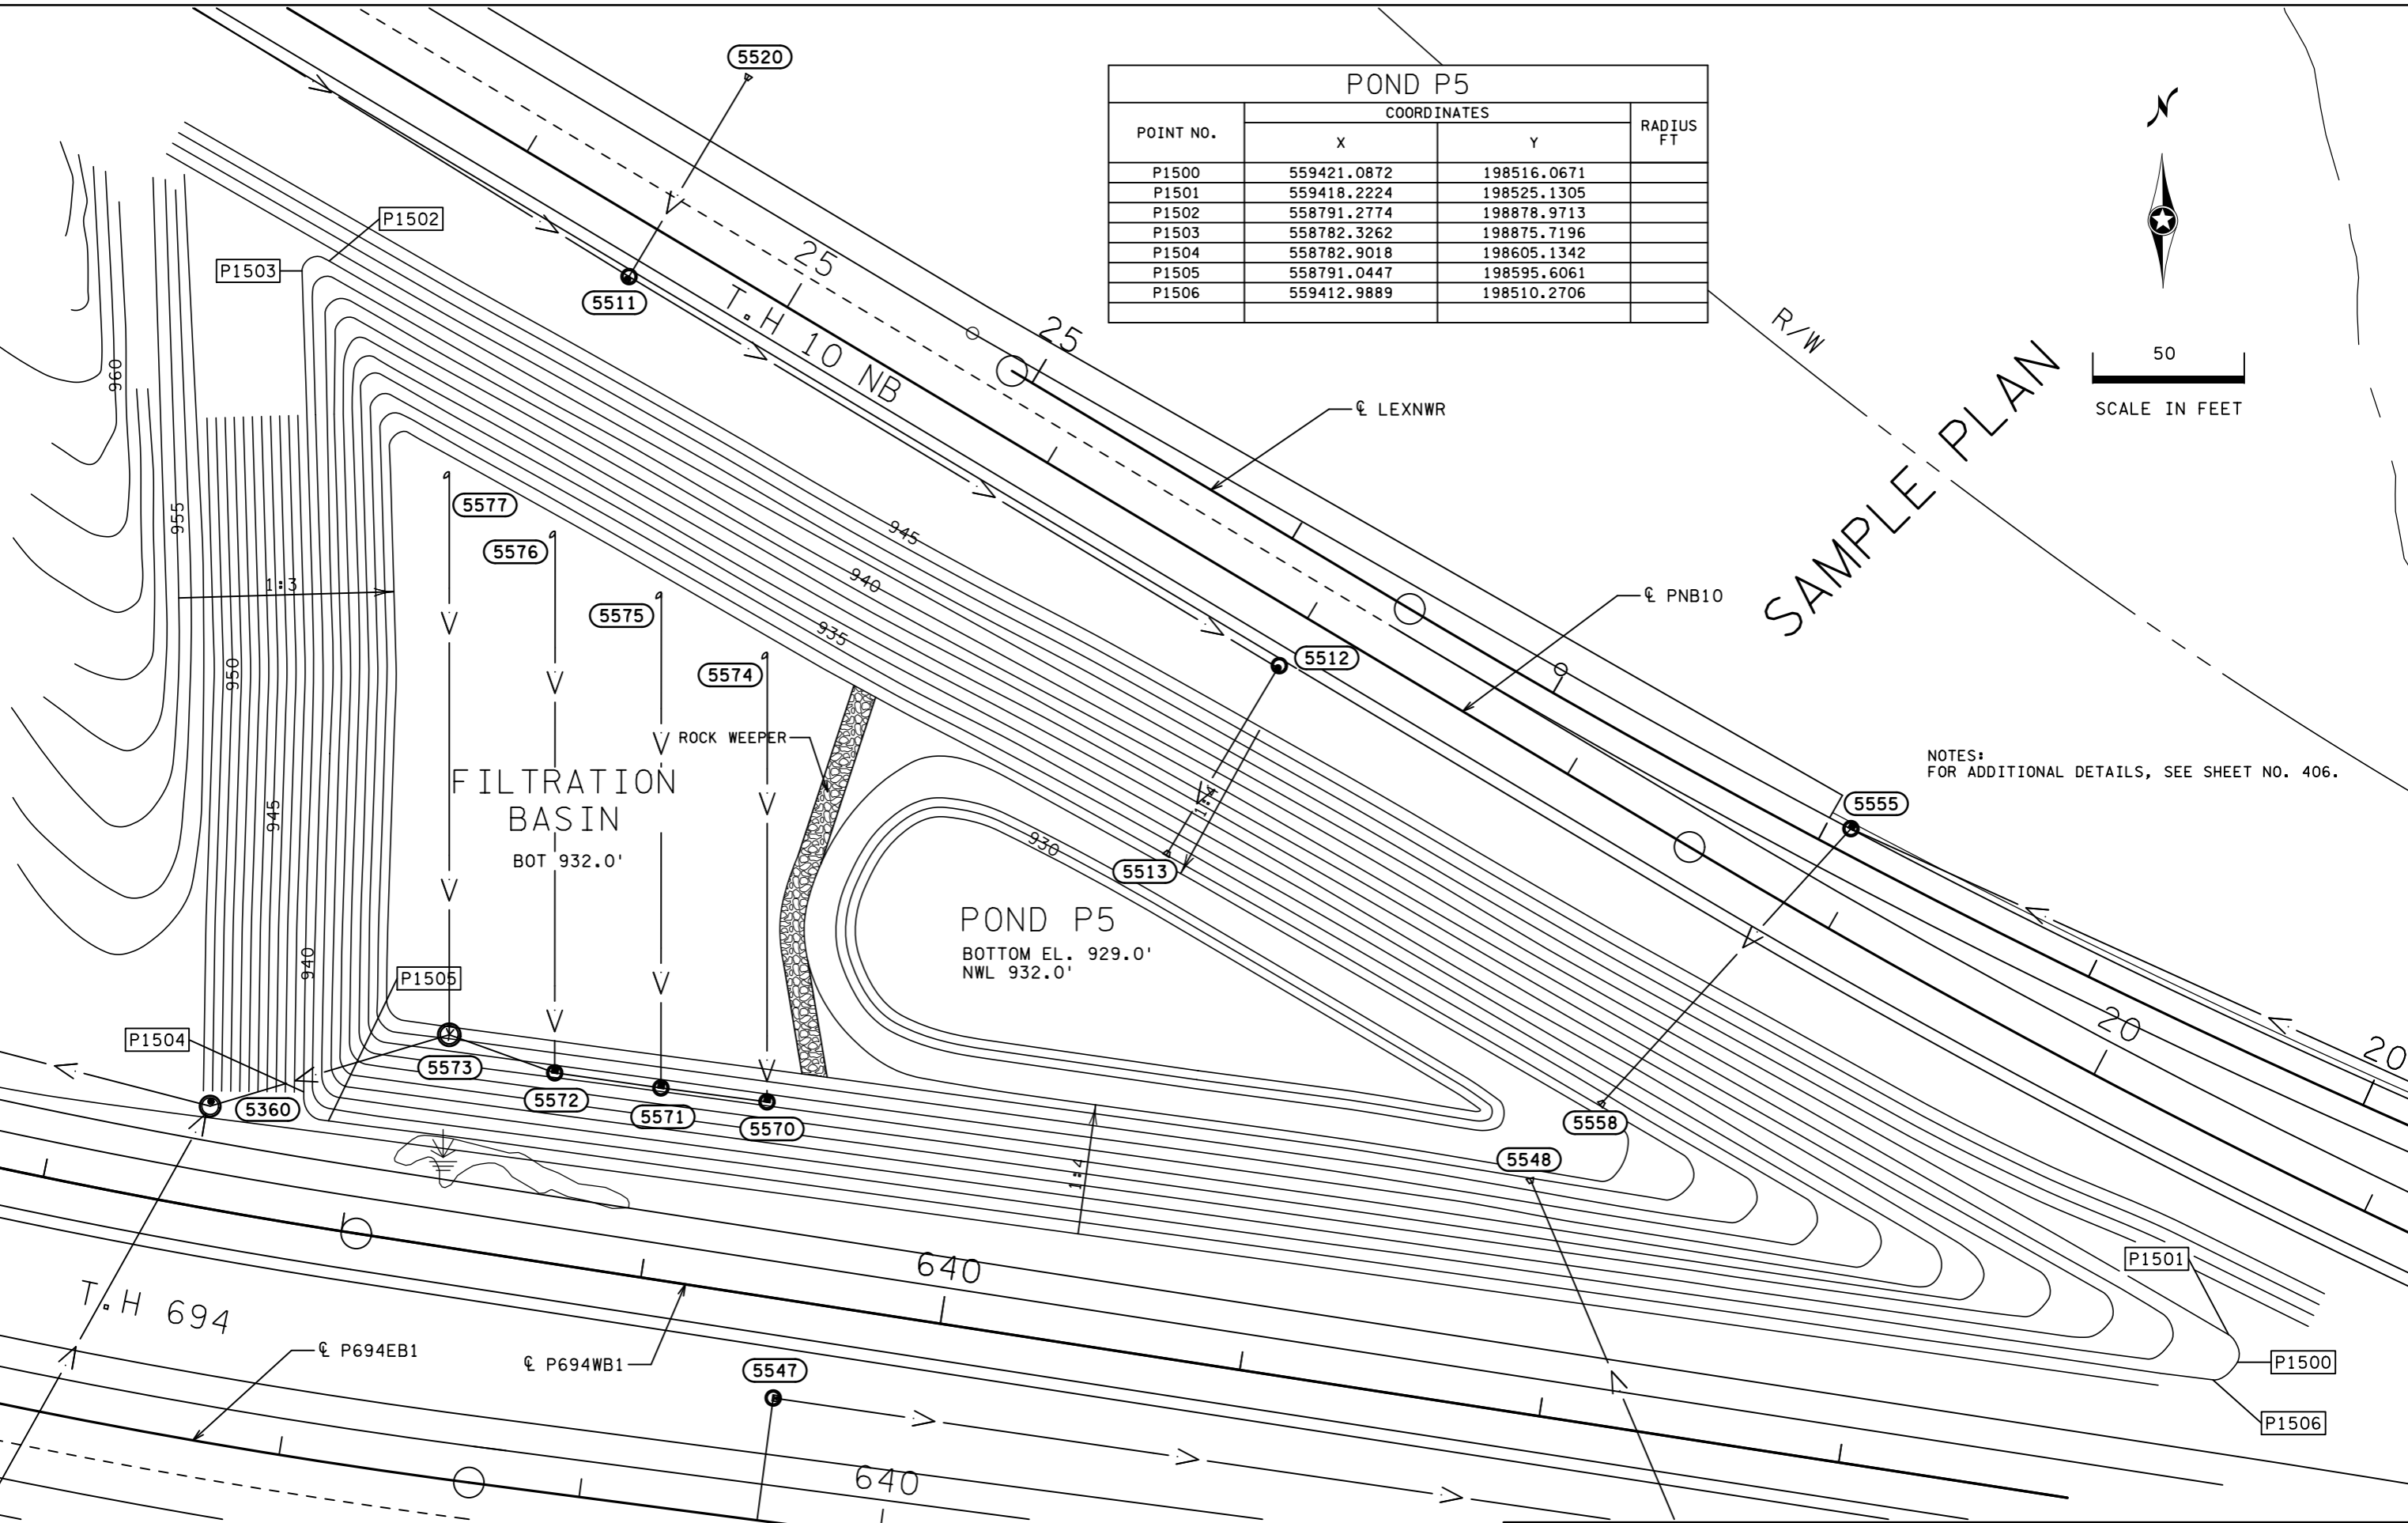 5520
POND P5
POINT NO.
COORDINATES
RADIUS
FT
X
Y
P1500 559421.0872 198516.0671
P1501 559418.2224 198525.1305
P1502 558791.2774 198878.9713
P1503 558782.3262 198875.7196
P1504 558782.9018 198605.1342
P1505 558791.0447 198595.6061
P1506 559412.9889 198510.2706
N
50
SCALE IN FEET
R/W
SAMPLE PLAN
P1502
P1503
25
5511
T.H 10 NB
25
℄ LEXNWR
960
955
950
945
940
1:3
5577
5576
5575
5574
945
940
935
℄ PNB10
5512
ROCK WEEPER
FILTRATION
BASIN
BOT 932.0'
NOTES:
FOR ADDITIONAL DETAILS, SEE SHEET NO. 406.
5555
1:4
930
5513
POND P5
BOTTOM EL. 929.0'
NWL 932.0'
P1505
P1504
5573
5360
5572
5571
5570
20
20
5558
5548
1:4
P1501
P1500
P1506
640
T.H 694
℄ P694EB1
℄ P694WB1
5547
640